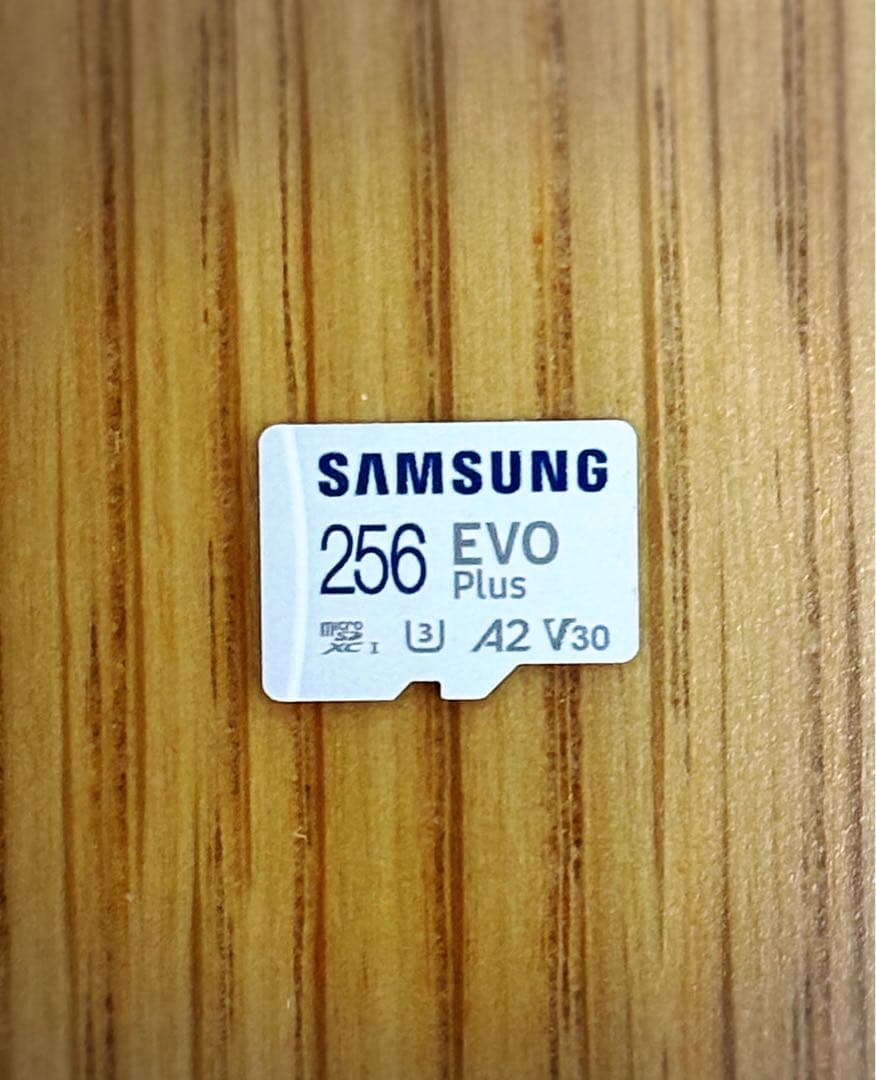 SAMSUNG
256 EVO
Plus
micro
SD
XC I U3 A2 V30